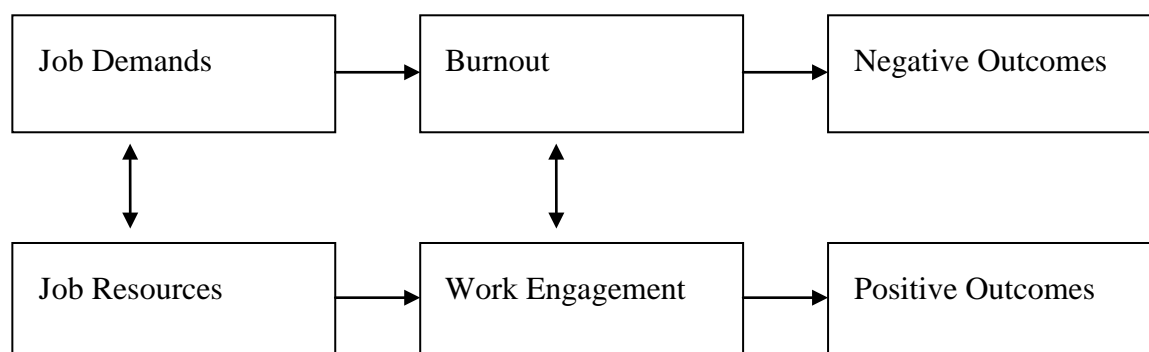 Job Demands
Burnout
Negative Outcomes
Job Resources
Work Engagement
Positive Outcomes